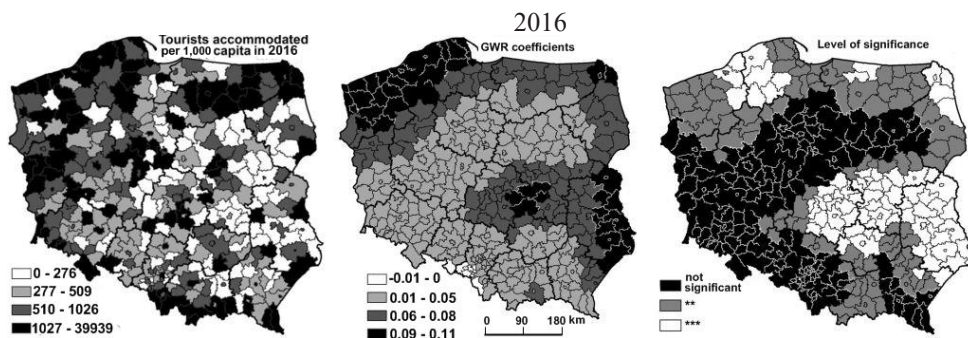 2016
Tourists accommodated
per 1,000 capita in 2016
0 - 276
277 - 509
510 - 1026
1027 - 39939
GWR coefficients
-0.01 - 0
0.01 - 0.05
0.06 - 0.08
0.09 - 0.11
0 90 180 km
Level of significance
not
significant
**
***